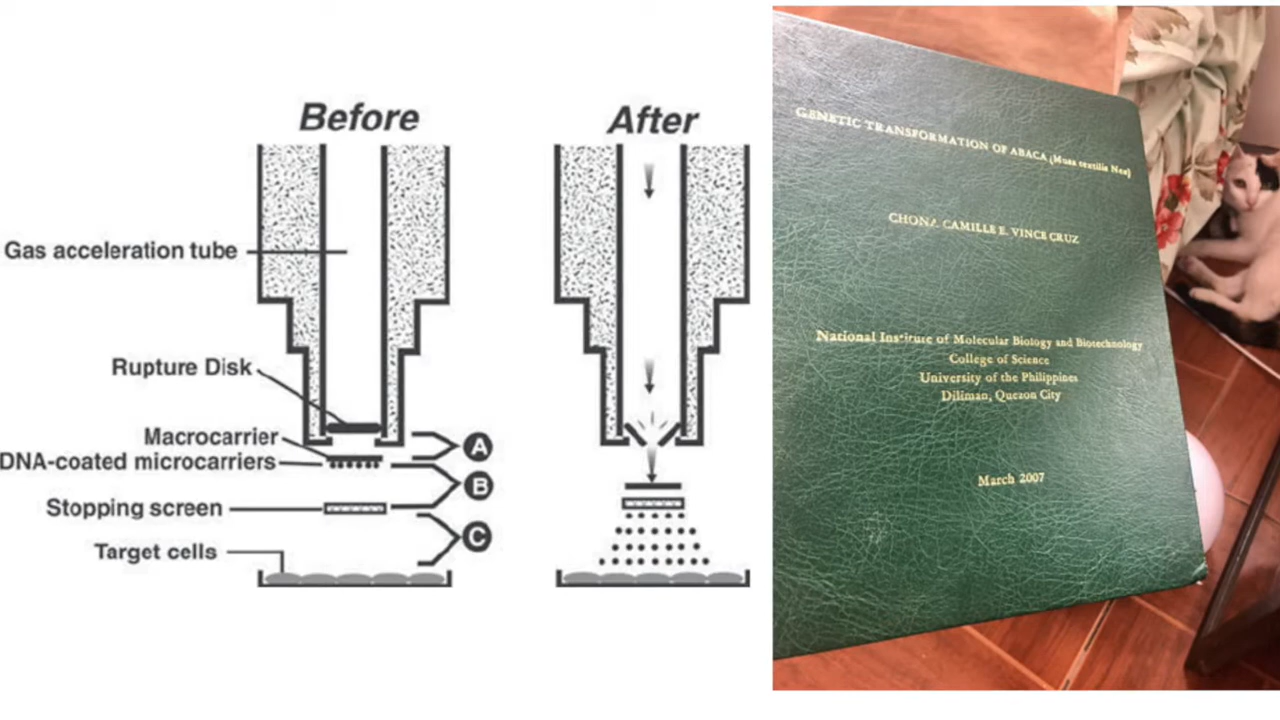 Before
After
Gas acceleration tube
Rupture Disk
Macrocarrier
DNA-coated microcarriers
Stopping screen
Target cells
A
B
C
GENETIC TRANSFORMATION OF ABACA (Musa textilis Nee)
CHONA CAMILLE E. VINCE CRUZ
National Institute of Molecular Biology and Biotechnology
College of Science
University of the Philippines
Diliman, Quezon City
March 2007